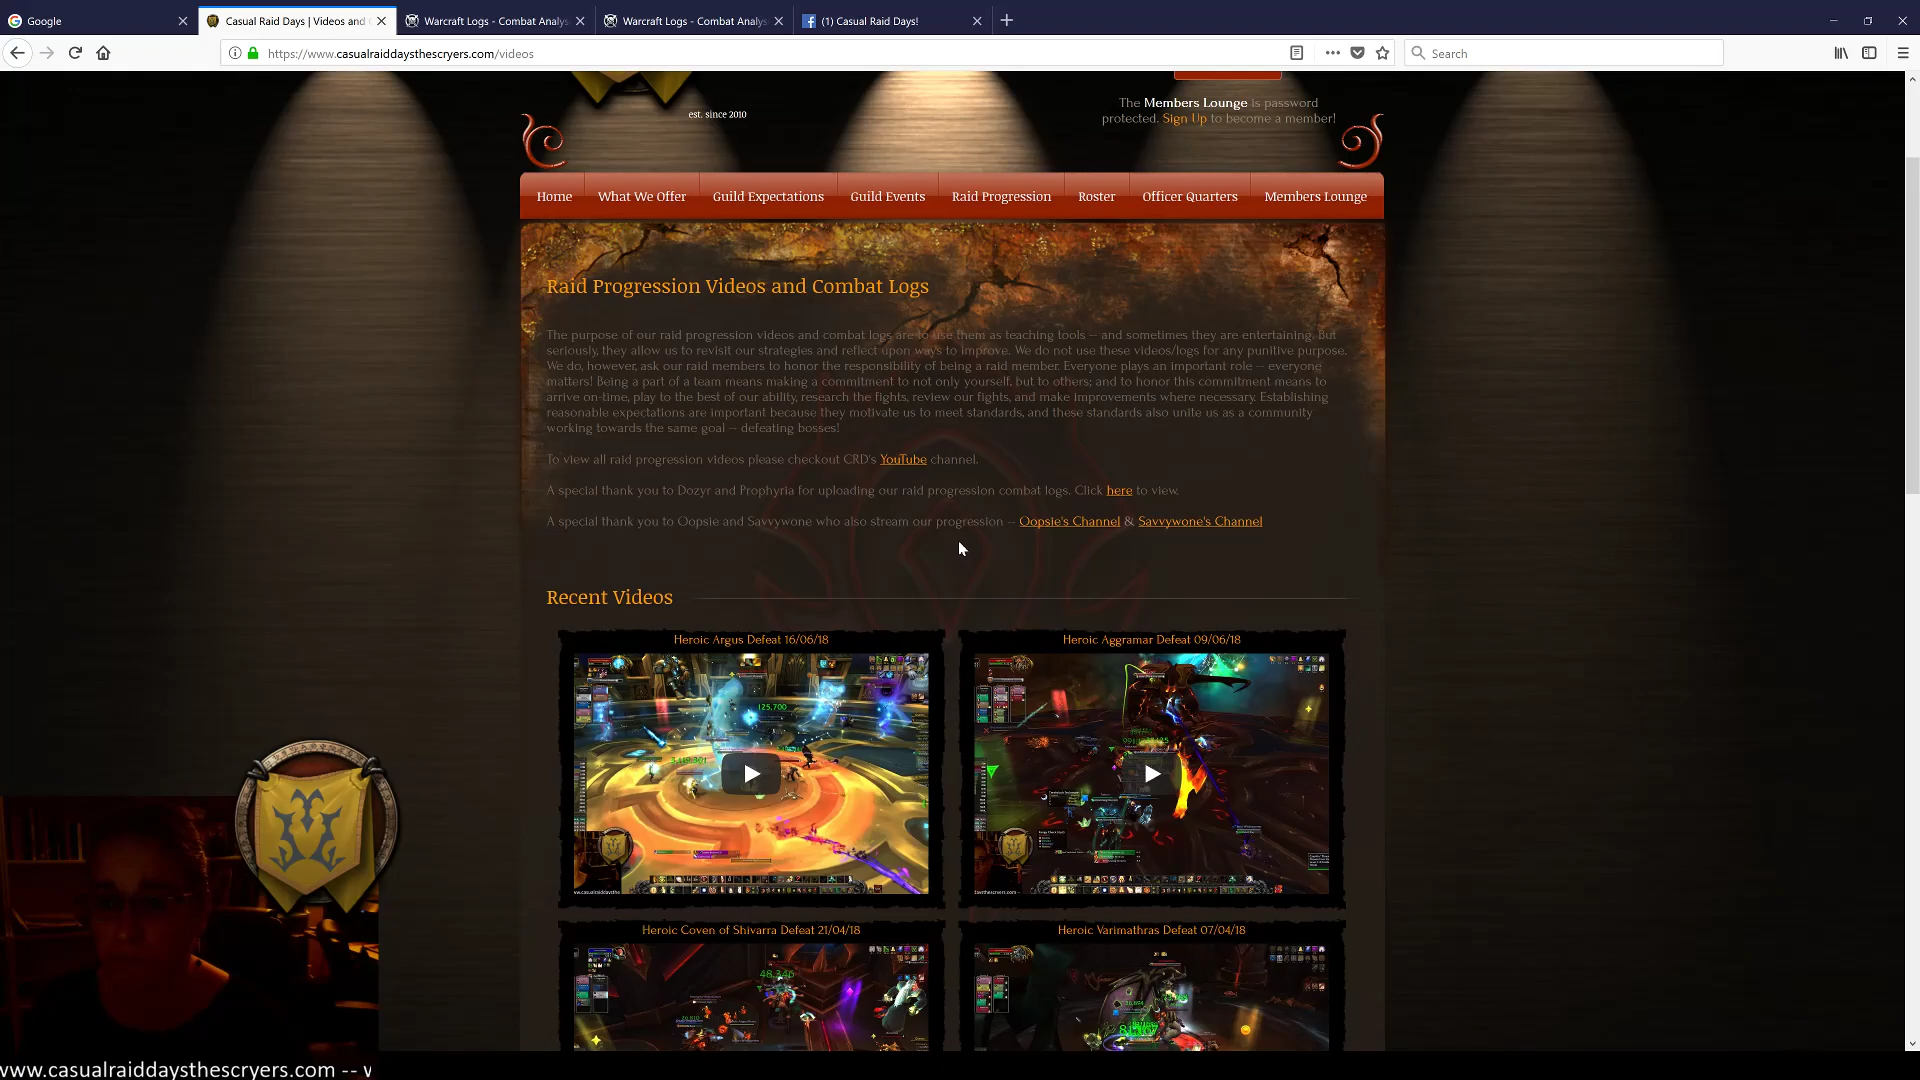 Google
Casual Raid Days | Videos and
Warcraft Logs - Combat Analys
Warcraft Logs - Combat Analys
(1) Casual Raid Days!
https://www.casualraiddaysthescryers.com/videos
Search
est. since 2010
The Members Lounge is password
protected. Sign Up to become a member!
Home
What We Offer
Guild Expectations
Guild Events
Raid Progression
Roster
Officer Quarters
Members Lounge
Raid Progression Videos and Combat Logs
The purpose of our raid progression videos and combat logs are to use them as teaching tools -- and sometimes they are entertaining. But
seriously, they allow us to revisit our strategies and reflect upon ways to improve. We do not use these videos/logs for any punitive purpose.
We do, however, ask our raid members to honor the responsibility of being a raid member. Everyone plays an important role -- everyone
matters! Being a part of a team means making a commitment to not only yourself, but to others; and to honor this commitment means to
arrive on-time, play to the best of our ability, research the fights, review our fights, and make improvements where necessary. Establishing
reasonable expectations are important because they motivate us to meet standards, and these standards also unite us as a community
working towards the same goal -- defeating bosses!
To view all raid progression videos please checkout CRD's YouTube channel.
A special thank you to Dozyr and Prophyria for uploading our raid progression combat logs. Click here to view.
A special thank you to Oopsie and Savvywone who also stream our progression -- Oopsie's Channel & Savvywone's Channel
Recent Videos
Heroic Argus Defeat 16/06/18
Heroic Aggramar Defeat 09/06/18
125,700
Heroic Coven of Shivarra Defeat 21/04/18
Heroic Varimathras Defeat 07/04/18
48,346
www.casualraiddaysthescryers.com --